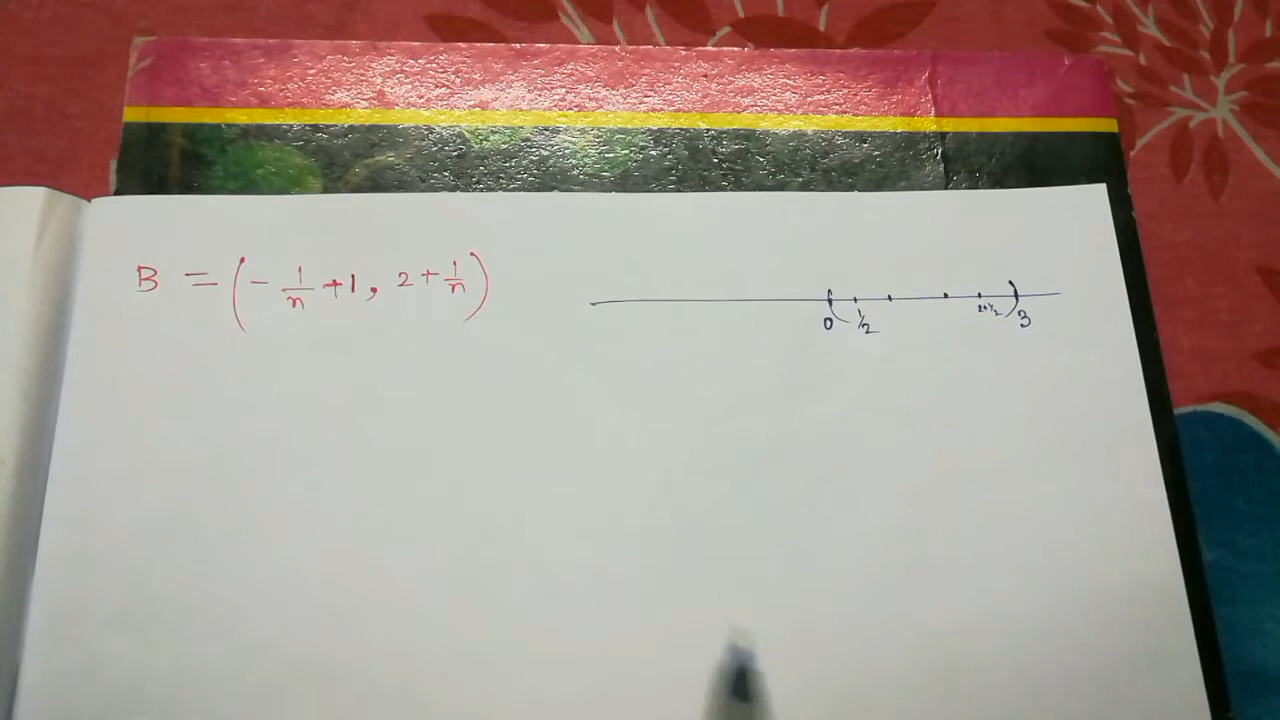 B = (-1/n +1, 2+1/n)
0 1/2 2+1/2 3